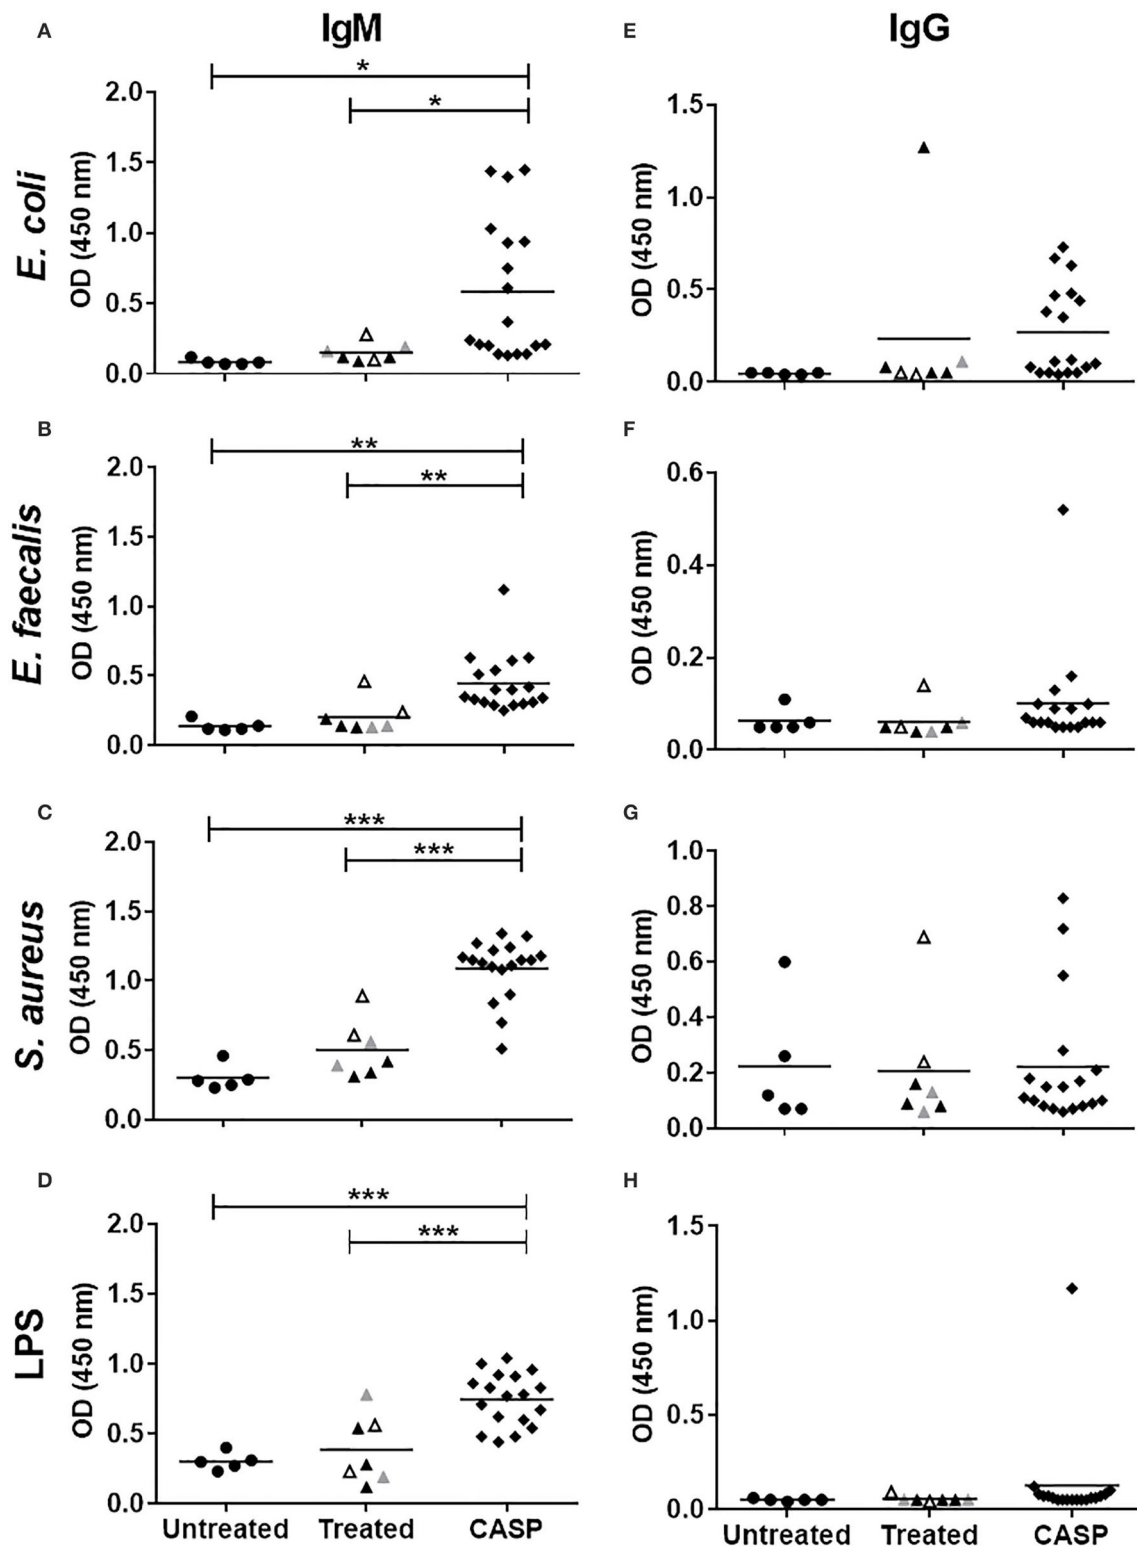 A
IgM
E
IgG
*
*
2.0
1.5
1.0
0.5
0.0
OD (450 nm)
E. coli
1.5
1.0
0.5
0.0
OD (450 nm)
B
F
**
**
2.0
1.5
1.0
0.5
0.0
OD (450 nm)
E. faecalis
0.6
0.4
0.2
0.0
OD (450 nm)
C
G
***
***
2.0
1.5
1.0
0.5
0.0
OD (450 nm)
S. aureus
1.0
0.8
0.6
0.4
0.2
0.0
OD (450 nm)
D
H
***
***
2.0
1.5
1.0
0.5
0.0
OD (450 nm)
LPS
1.5
1.0
0.5
0.0
OD (450 nm)
Untreated Treated CASP
Untreated Treated CASP